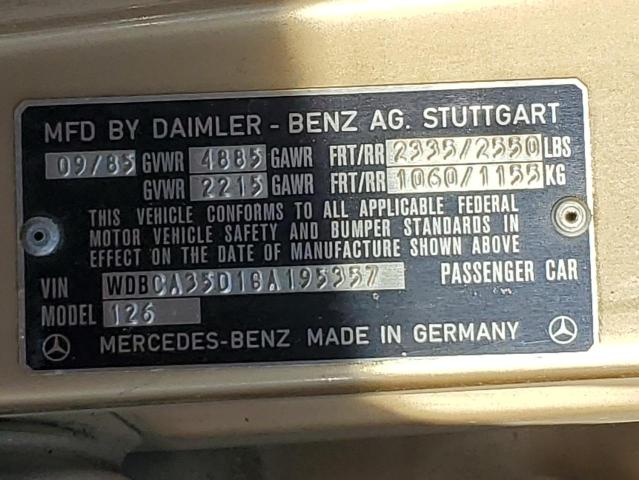 MFD BY DAIMLER - BENZ AG. STUTTGART
09/85 GVWR 4885 GAWR FRT/RR 2335/2550 LBS
GVWR 2215 GAWR FRT/RR 1060/1155 KG
THIS VEHICLE CONFORMS TO ALL APPLICABLE FEDERAL
MOTOR VEHICLE SAFETY AND BUMPER STANDARDS IN
EFFECT ON THE DATE OF MANUFACTURE SHOWN ABOVE
VIN WDBCA35D1GA195357 PASSENGER CAR
MODEL 126
MERCEDES-BENZ MADE IN GERMANY